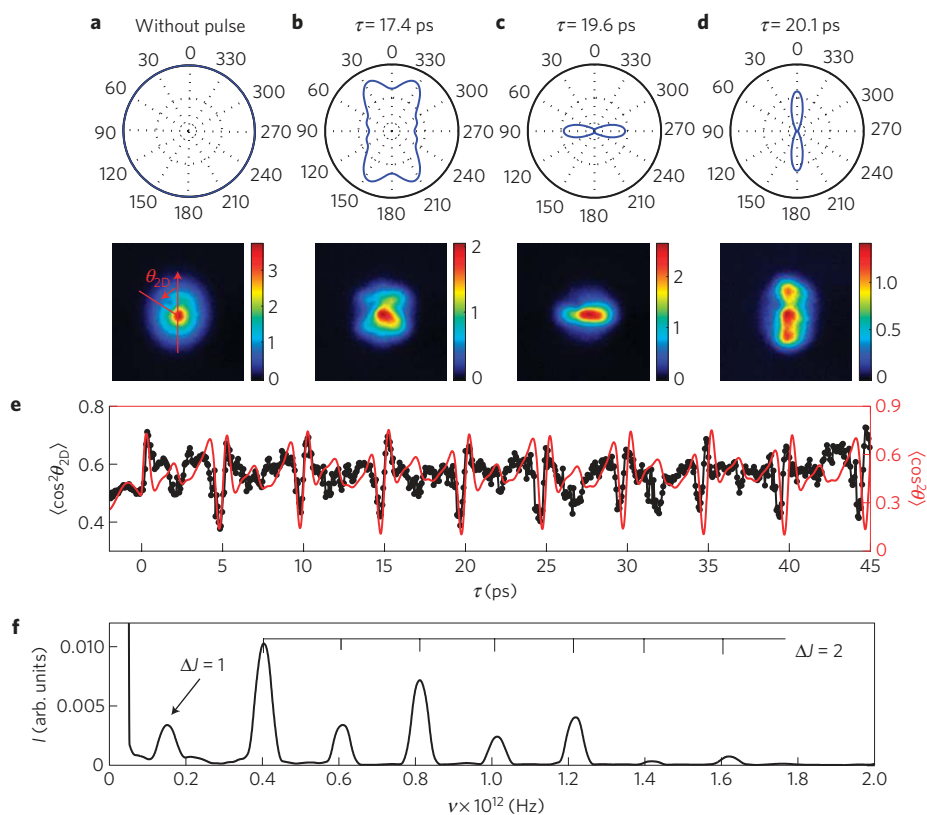 a Without pulse
b τ = 17.4 ps
c τ = 19.6 ps
d τ = 20.1 ps
0 30 60 90 120 150 180 210 240 270 300 330
0 30 60 90 120 150 180 210 240 270 300 330
0 30 60 90 120 150 180 210 240 270 300 330
0 30 60 90 120 150 180 210 240 270 300 330
θ2D
3 2 1 0
2 1 0
2 1 0
1.0 0.5 0
e
⟨cos²θ2D⟩
0.8 0.6 0.4
0.9 0.6 0.3 0
⟨cos²θ⟩
0 5 10 15 20 25 30 35 40 45
τ (ps)
f
I (arb. units)
0.010 0.005 0
ΔJ = 1
ΔJ = 2
0 0.2 0.4 0.6 0.8 1.0 1.2 1.4 1.6 1.8 2.0
ν × 10¹² (Hz)